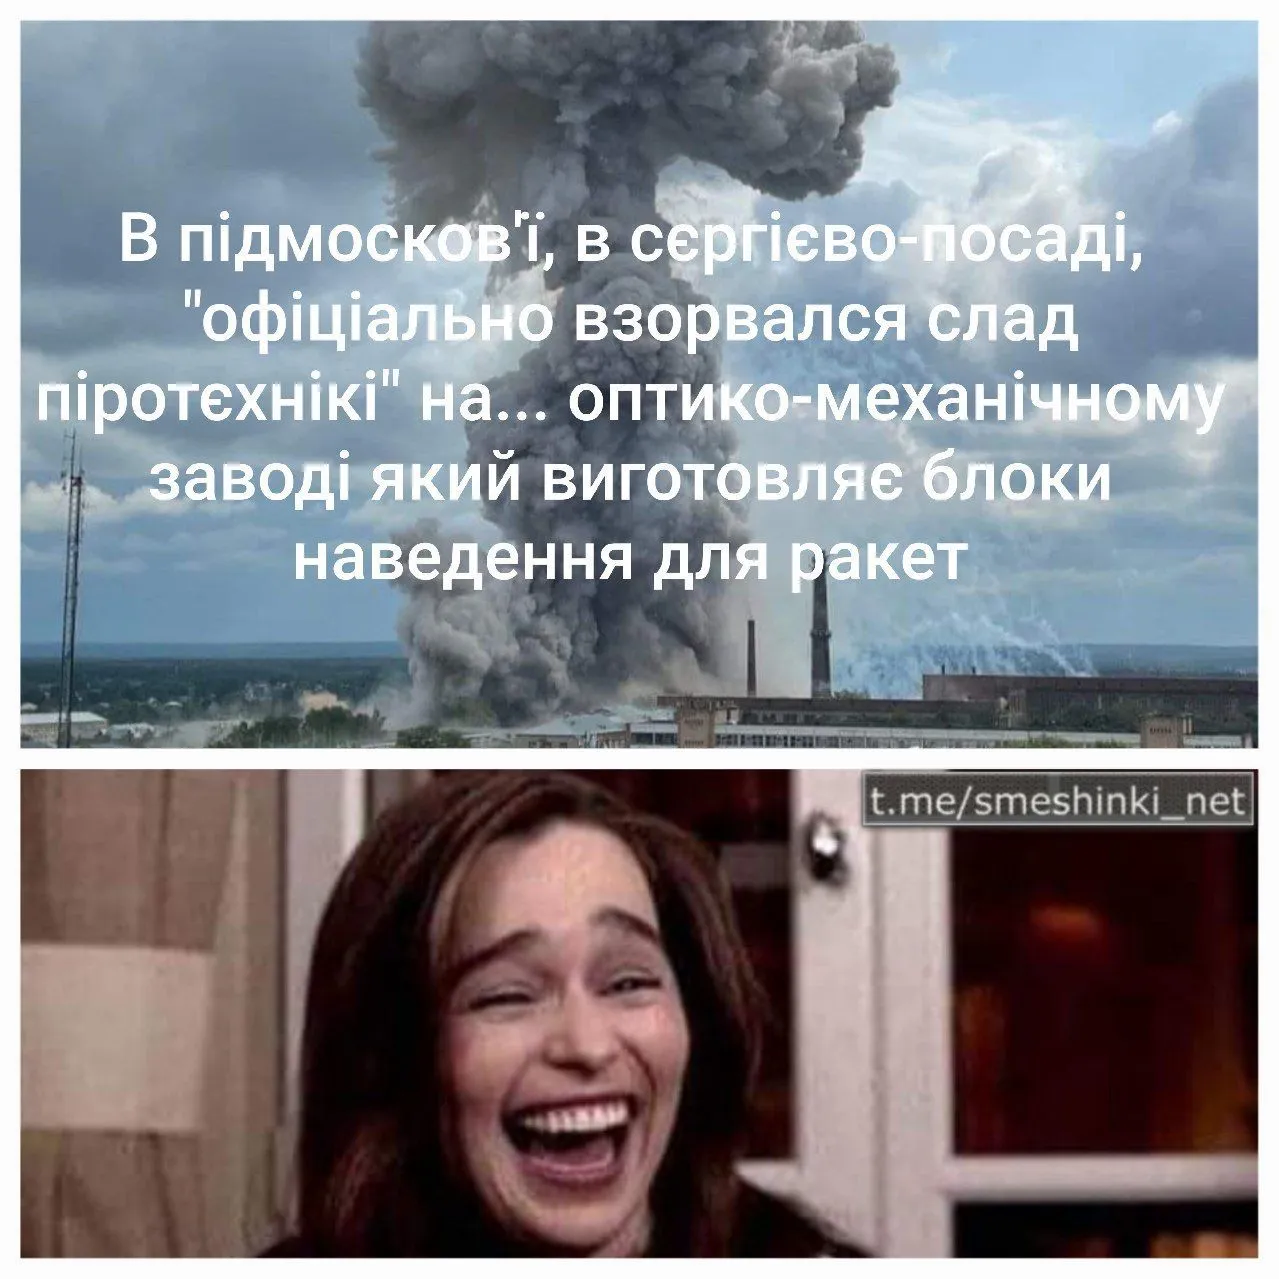 В підмосков'ї, в сєргієво-посаді,
"офіціально взорвался слад
піротєхнікі" на... оптико-механічному
заводі який виготовляє блоки
наведення для ракет
t.me/smeshinki_net